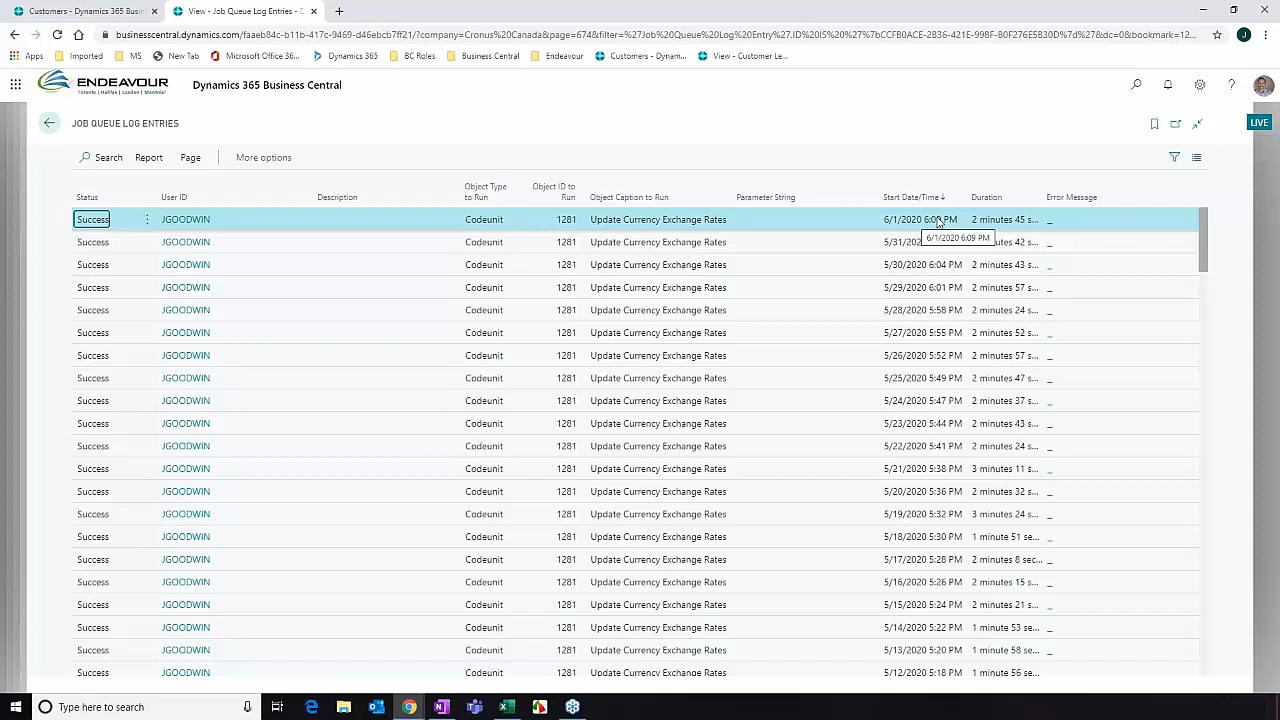 Customers - Dynamics 365 Busin
View - Job Queue Log Entries - D
businesscentral.dynamics.com/faaeb84c-b11b-417c-9469-d46ebcb7ff21/?company=Cronus%20Canada&page=674&filter=%27Job%20Queue%20Log%20Entry%27.ID%20IS%20%27%7bCCFB0ACE-2B36-421E-998F-B0F276E5B30D%7d%27&dc=0&bookmark=12...
Apps
Imported
MS
New Tab
Microsoft Office 36...
Dynamics 365
BC Roles
Business Central
Endeavour
Customers - Dynam...
View - Customer Le...
ENDEAVOUR
Toronto | Halifax | London | Montréal
Dynamics 365 Business Central
JOB QUEUE LOG ENTRIES
LIVE
Search Report Page More options
Status User ID Description Object Type to Run Object ID to Run Object Caption to Run Parameter String Start Date/Time ↓ Duration Error Message
Success JGOODWIN Codeunit 1281 Update Currency Exchange Rates 6/1/2020 6:09 PM 2 minutes 45 s... _
6/1/2020 6:09 PM
Success JGOODWIN Codeunit 1281 Update Currency Exchange Rates 5/31/202 42 s... _
Success JGOODWIN Codeunit 1281 Update Currency Exchange Rates 5/30/2020 6:04 PM 2 minutes 43 s... _
Success JGOODWIN Codeunit 1281 Update Currency Exchange Rates 5/29/2020 6:01 PM 2 minutes 57 s... _
Success JGOODWIN Codeunit 1281 Update Currency Exchange Rates 5/28/2020 5:58 PM 2 minutes 24 s... _
Success JGOODWIN Codeunit 1281 Update Currency Exchange Rates 5/27/2020 5:55 PM 2 minutes 52 s... _
Success JGOODWIN Codeunit 1281 Update Currency Exchange Rates 5/26/2020 5:52 PM 2 minutes 57 s... _
Success JGOODWIN Codeunit 1281 Update Currency Exchange Rates 5/25/2020 5:49 PM 2 minutes 47 s... _
Success JGOODWIN Codeunit 1281 Update Currency Exchange Rates 5/24/2020 5:47 PM 2 minutes 37 s... _
Success JGOODWIN Codeunit 1281 Update Currency Exchange Rates 5/23/2020 5:44 PM 2 minutes 43 s... _
Success JGOODWIN Codeunit 1281 Update Currency Exchange Rates 5/22/2020 5:41 PM 2 minutes 24 s... _
Success JGOODWIN Codeunit 1281 Update Currency Exchange Rates 5/21/2020 5:38 PM 3 minutes 11 s... _
Success JGOODWIN Codeunit 1281 Update Currency Exchange Rates 5/20/2020 5:36 PM 2 minutes 32 s... _
Success JGOODWIN Codeunit 1281 Update Currency Exchange Rates 5/19/2020 5:32 PM 3 minutes 24 s... _
Success JGOODWIN Codeunit 1281 Update Currency Exchange Rates 5/18/2020 5:30 PM 1 minute 51 se... _
Success JGOODWIN Codeunit 1281 Update Currency Exchange Rates 5/17/2020 5:28 PM 2 minutes 8 sec... _
Success JGOODWIN Codeunit 1281 Update Currency Exchange Rates 5/16/2020 5:26 PM 2 minutes 15 s... _
Success JGOODWIN Codeunit 1281 Update Currency Exchange Rates 5/15/2020 5:24 PM 2 minutes 21 s... _
Success JGOODWIN Codeunit 1281 Update Currency Exchange Rates 5/14/2020 5:22 PM 1 minute 53 se... _
Success JGOODWIN Codeunit 1281 Update Currency Exchange Rates 5/13/2020 5:20 PM 1 minute 58 se... _
Success JGOODWIN Codeunit 1281 Update Currency Exchange Rates 5/12/2020 5:18 PM 1 minute 56 se... _
Type here to search